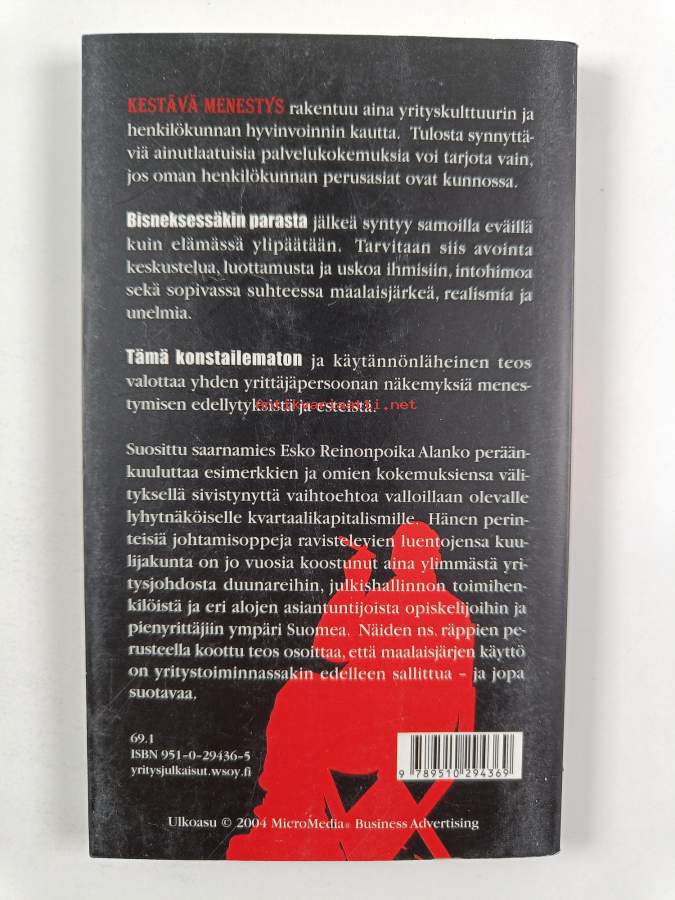 KESTÄVÄ MENESTYS rakentuu aina yrityskulttuurin ja
henkilökunnan hyvinvoinnin kautta. Tulosta synnyttä-
viä ainutlaatuisia palvelukokemuksia voi tarjota vain,
jos oman henkilökunnan perusasiat ovat kunnossa.
Bisneksessäkin parasta jälkeä syntyy samoilla eväillä
kuin elämässä ylipäätään. Tarvitaan siis avointa
keskustelua, luottamusta ja uskoa ihmisiin, intohimoa
sekä sopivassa suhteessa maalaisjärkeä, realismia ja
unelmia.
Tämä konstailematon ja käytännönläheinen teos
valottaa yhden yrittäjäpersoonan näkemyksiä menes-
tymisen edellytyksistä ja esteistä.
Suosittu saarnamies Esko Reinonpoika Alanko perään-
kuuluttaa esimerkkien ja omien kokemuksiensa väli-
tyksellä sivistynyttä vaihtoehtoa valloillaan olevalle
lyhytnäköiselle kvartaalikapitalismille. Hänen perin-
teisiä johtamisoppeja ravistelevien luentojensa kuu-
lijakunta on jo vuosia koostunut aina ylimmästä yri-
tysjohdosta duunareihin, julkishallinnon toimihen-
kilöistä ja eri alojen asiantuntijoista opiskelijoihin ja
pienyrittäjiin ympäri Suomea. Näiden ns. räppien pe-
rusteella koottu teos osoittaa, että maalaisjärjen käyttö
on yritystoiminnassakin edelleen sallittua – ja jopa
suotavaa.
69.1
ISBN 951-0-29436-5
yritysjulkaisut.wsoy.fi
9 789510 294369
Ulkoasu © 2004 MicroMedia® Business Advertising